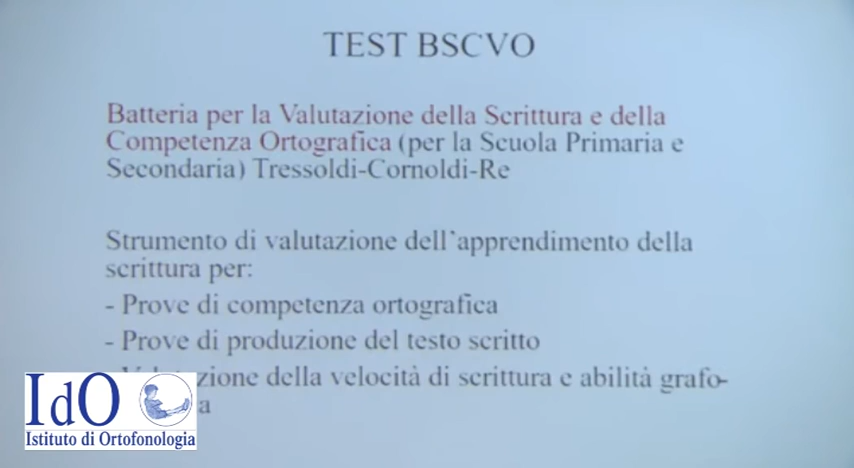 TEST BSCVO
Batteria per la Valutazione della Scrittura e della
Competenza Ortografica (per la Scuola Primaria e
Secondaria) Tressoldi-Cornoldi-Re
Strumento di valutazione dell'apprendimento della
scrittura per:
- Prove di competenza ortografica
- Prove di produzione del testo scritto
della velocità di scrittura e abilità grafo-
IdO
Istituto di Ortofonologia